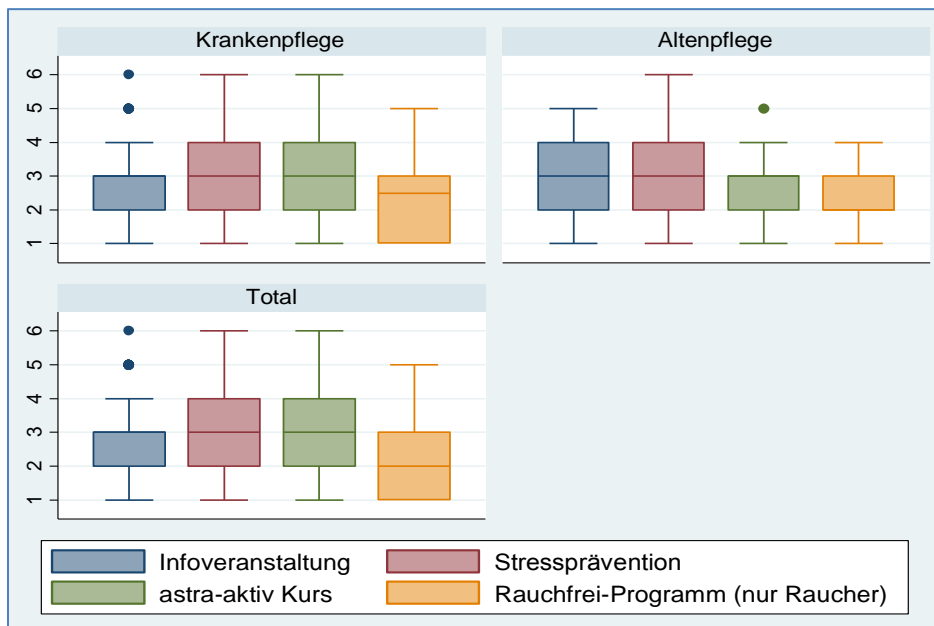 Krankenpflege
Altenpflege
6
5
4
3
2
1
Total
6
5
4
3
2
1
Infoveranstaltung
Stressprävention
astra-aktiv Kurs
Rauchfrei-Programm (nur Raucher)